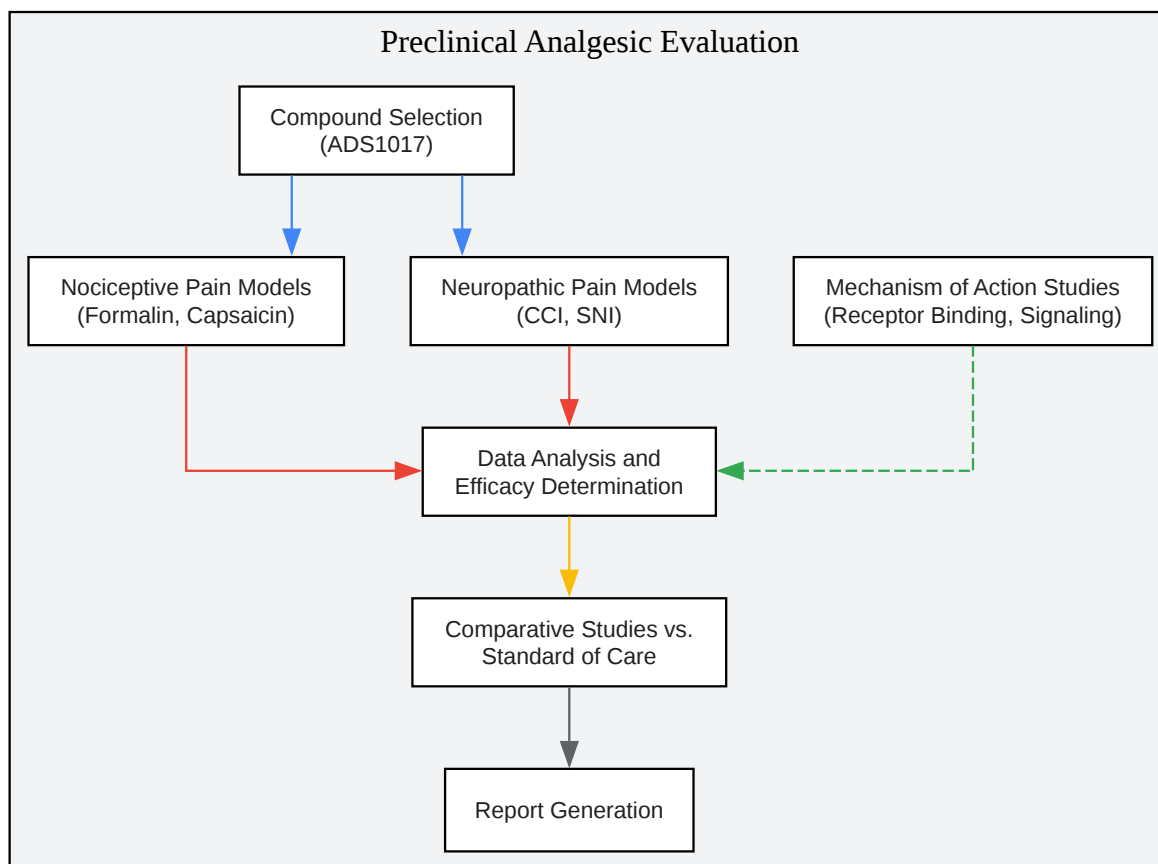 Preclinical Analgesic Evaluation
Compound Selection
(ADS1017)
Nociceptive Pain Models
(Formalin, Capsaicin)
Neuropathic Pain Models
(CCI, SNI)
Mechanism of Action Studies
(Receptor Binding, Signaling)
Data Analysis and
Efficacy Determination
Comparative Studies vs.
Standard of Care
Report Generation